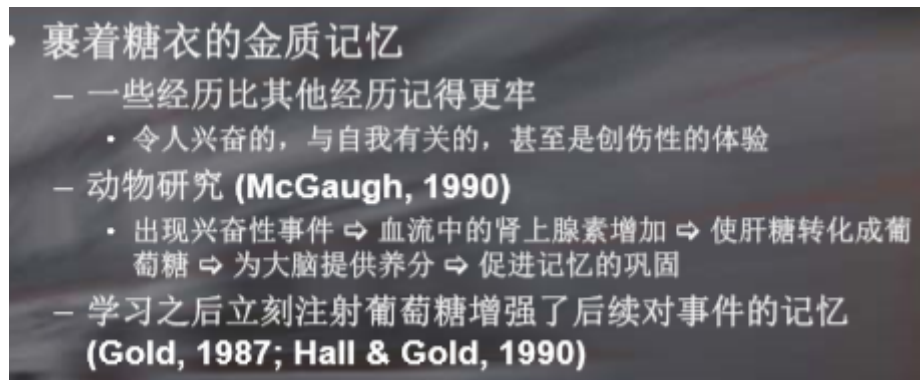 • 裹着糖衣的金质记忆
– 一些经历比其他经历记得更牢
• 令人兴奋的，与自我有关的，甚至是创伤性的体验
– 动物研究 (McGaugh, 1990)
• 出现兴奋性事件 ⇨ 血流中的肾上腺素增加 ⇨ 使肝糖转化成葡
萄糖 ⇨ 为大脑提供养分 ⇨ 促进记忆的巩固
– 学习之后立刻注射葡萄糖增强了后续对事件的记忆
(Gold, 1987; Hall & Gold, 1990)